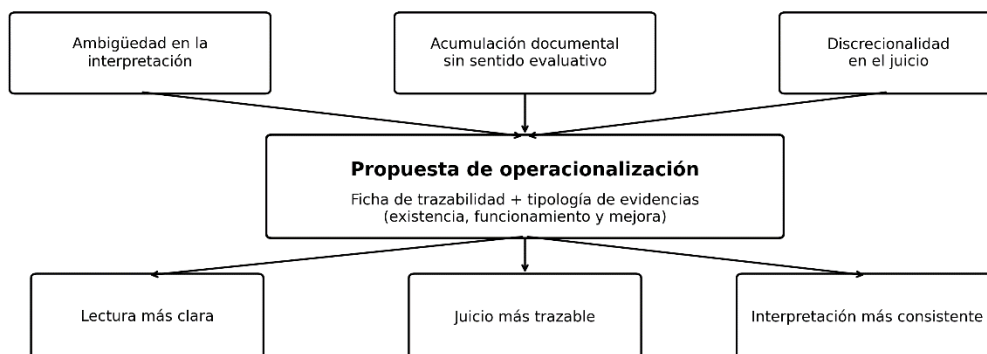 Ambigüedad en la
interpretación
Acumulación documental
sin sentido evaluativo
Discrecionalidad
en el juicio
Propuesta de operacionalización
Ficha de trazabilidad + tipología de evidencias
(existencia, funcionamiento y mejora)
Lectura más clara
Juicio más trazable
Interpretación más consistente